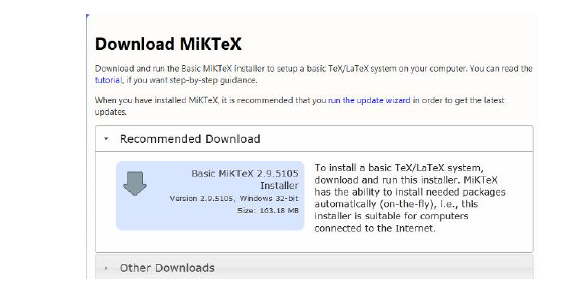 Download MiKTeX
Download and run the Basic MiKTeX installer to setup a basic TeX/LaTeX system on your computer. You can read the
tutorial, if you want step-by-step guidance.
When you have installed MiKTeX, it is recommended that you run the update wizard in order to get the latest
updates.
Recommended Download
Basic MiKTeX 2.9.5105
Installer
Version 2.9.5105, Windows 32-bit
Size: 163.18 MB
To install a basic TeX/LaTeX system,
download and run this installer. MiKTeX
has the ability to install needed packages
automatically (on-the-fly), i.e., this
installer is suitable for computers
connected to the Internet.
Other Downloads